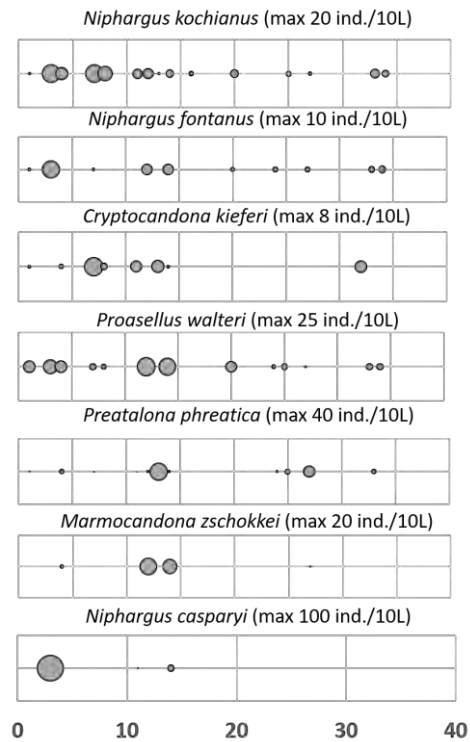 Niphargus kochianus (max 20 ind./10L)
Niphargus fontanus (max 10 ind./10L)
Cryptocandona kieferi (max 8 ind./10L)
Proasellus walteri (max 25 ind./10L)
Preatalona phreatica (max 40 ind./10L)
Marmocandona zschokkei (max 20 ind./10L)
Niphargus casparyi (max 100 ind./10L)
0 10 20 30 40